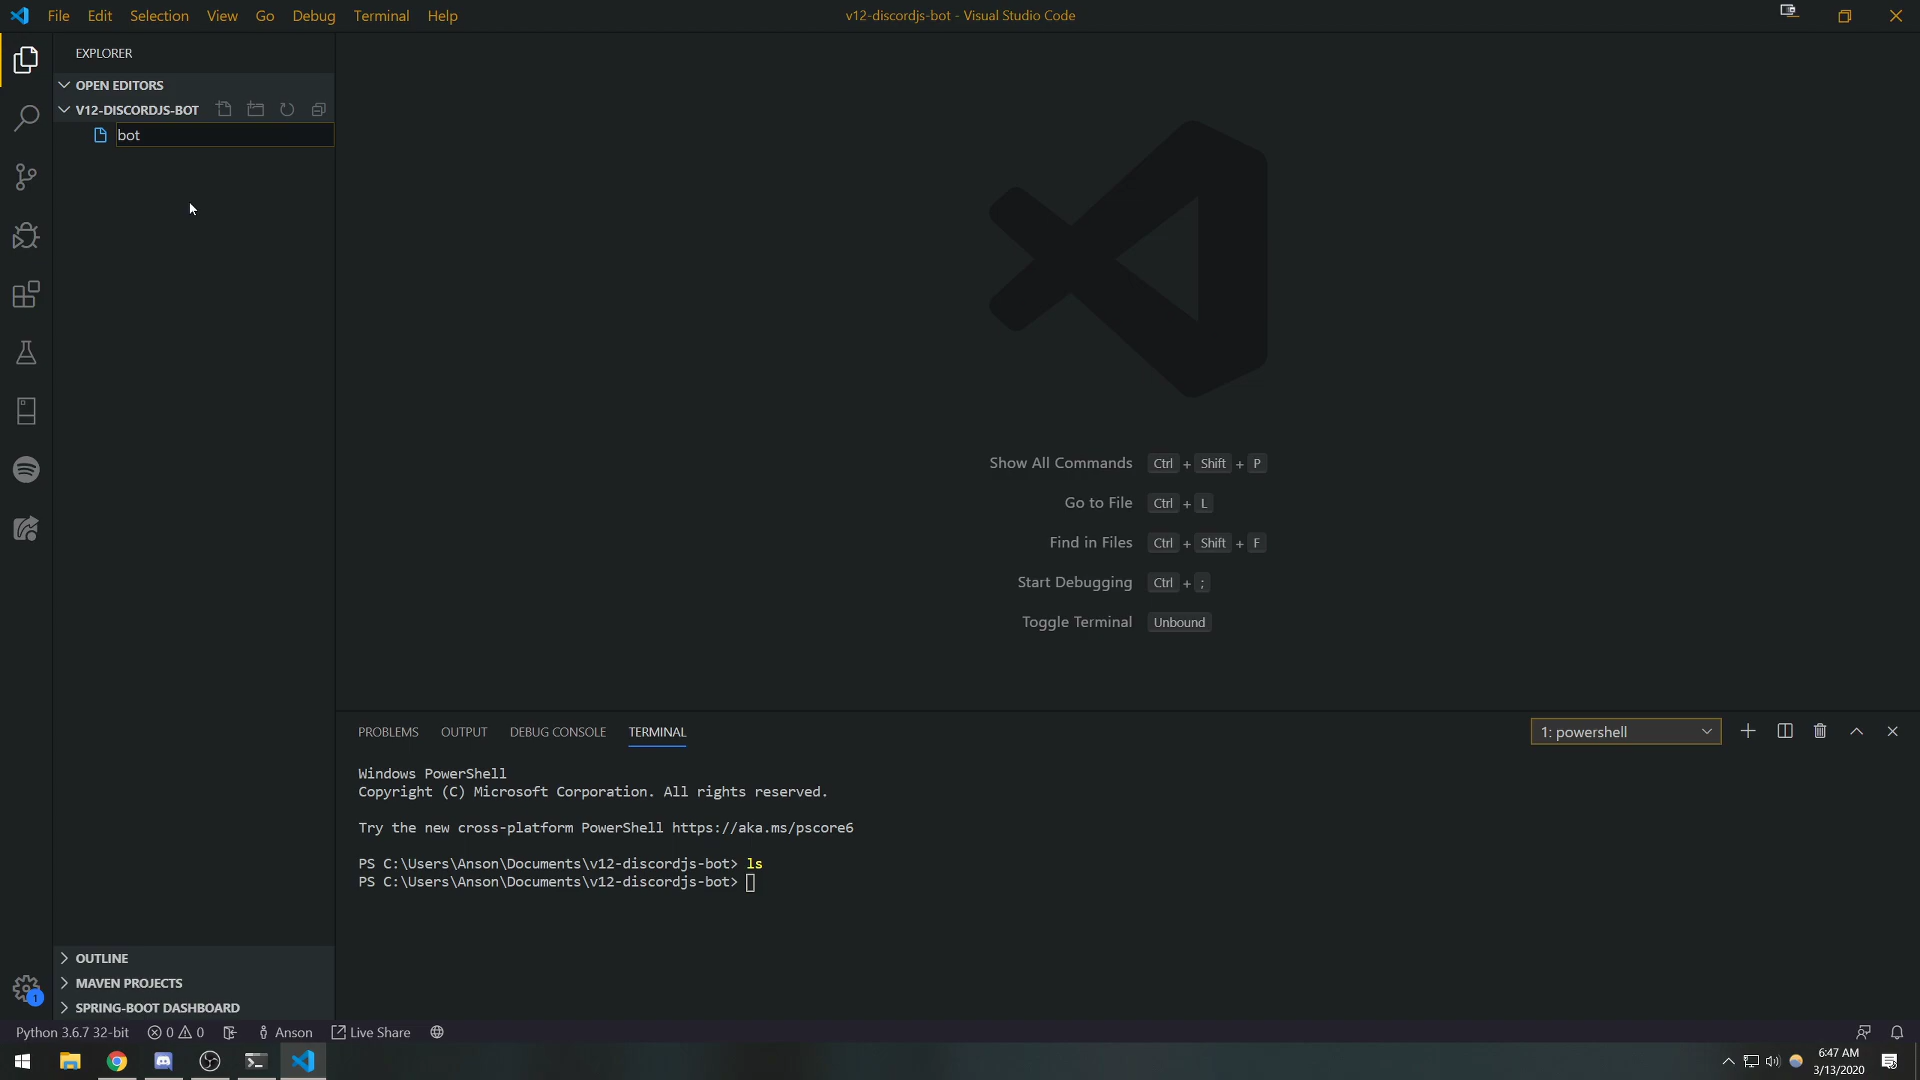 File Edit Selection View Go Debug Terminal Help
v12-discordjs-bot - Visual Studio Code
EXPLORER
OPEN EDITORS
V12-DISCORDJS-BOT
bot
Show All Commands Ctrl + Shift + P
Go to File Ctrl + L
Find in Files Ctrl + Shift + F
Start Debugging Ctrl + ;
Toggle Terminal Unbound
PROBLEMS OUTPUT DEBUG CONSOLE TERMINAL
1: powershell
Windows PowerShell
Copyright (C) Microsoft Corporation. All rights reserved.
Try the new cross-platform PowerShell https://aka.ms/pscore6
PS C:\Users\Anson\Documents\v12-discordjs-bot> ls
PS C:\Users\Anson\Documents\v12-discordjs-bot>
OUTLINE
MAVEN PROJECTS
SPRING-BOOT DASHBOARD
1
Python 3.6.7 32-bit 0 0 Anson Live Share
6:47 AM
3/13/2020